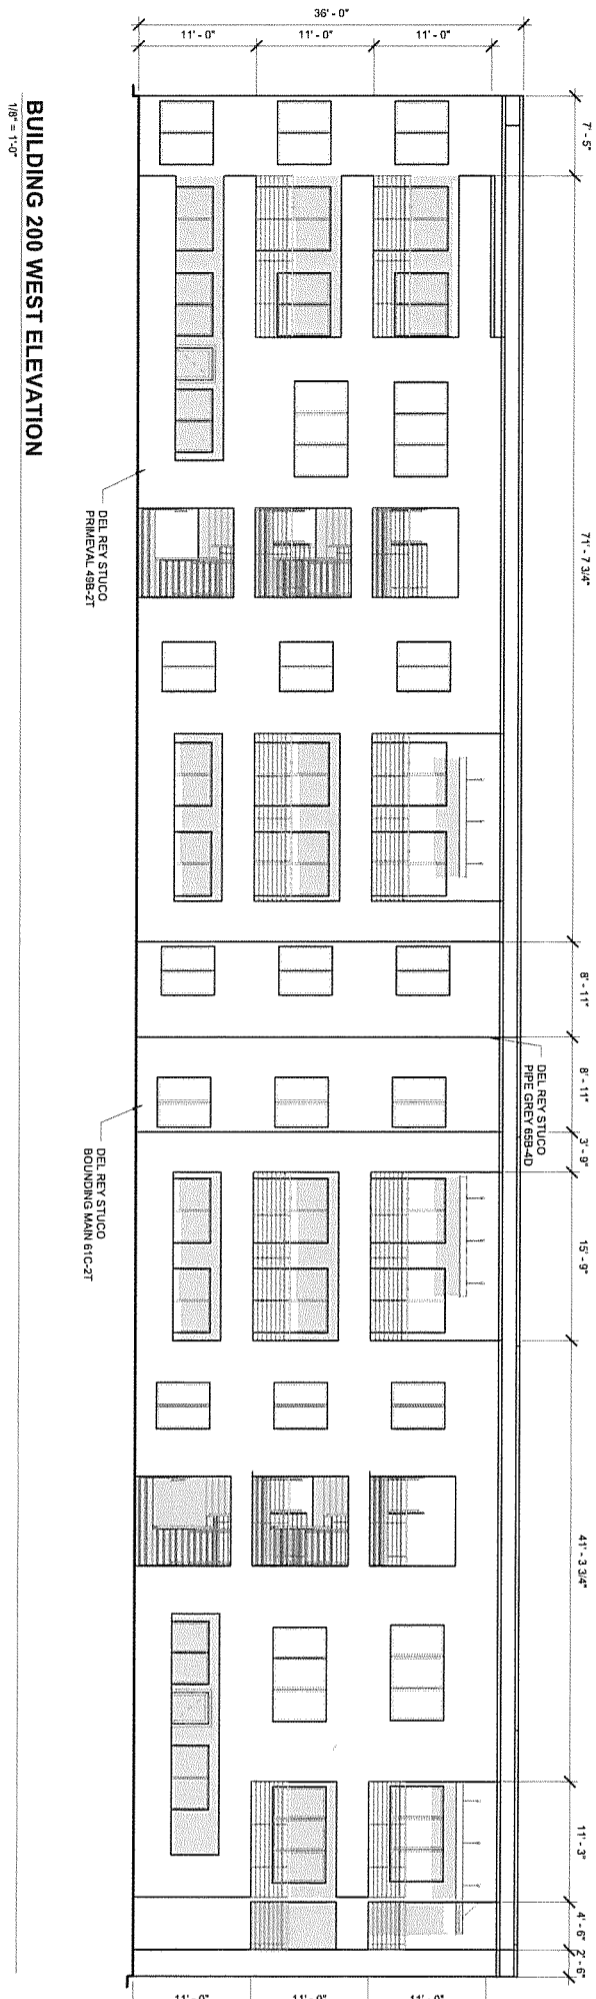 36' - 0"
11' - 0"
11' - 0"
11' - 0"
7' - 5"
71' - 7 3/4"
8' - 11"
8' - 11"
3' - 9"
15' - 9"
41' - 3 3/4"
11' - 3"
4' - 6"
2' - 6"
DEL REY STUCO
PRIMEVAL 49B-2T
DEL REY STUCO
PIPE GREY 65B-4D
DEL REY STUCO
BOUNDING MAIN 61C-2T
11' - 0"
11' - 0"
11' - 0"
BUILDING 200 WEST ELEVATION
1/8" = 1'-0"